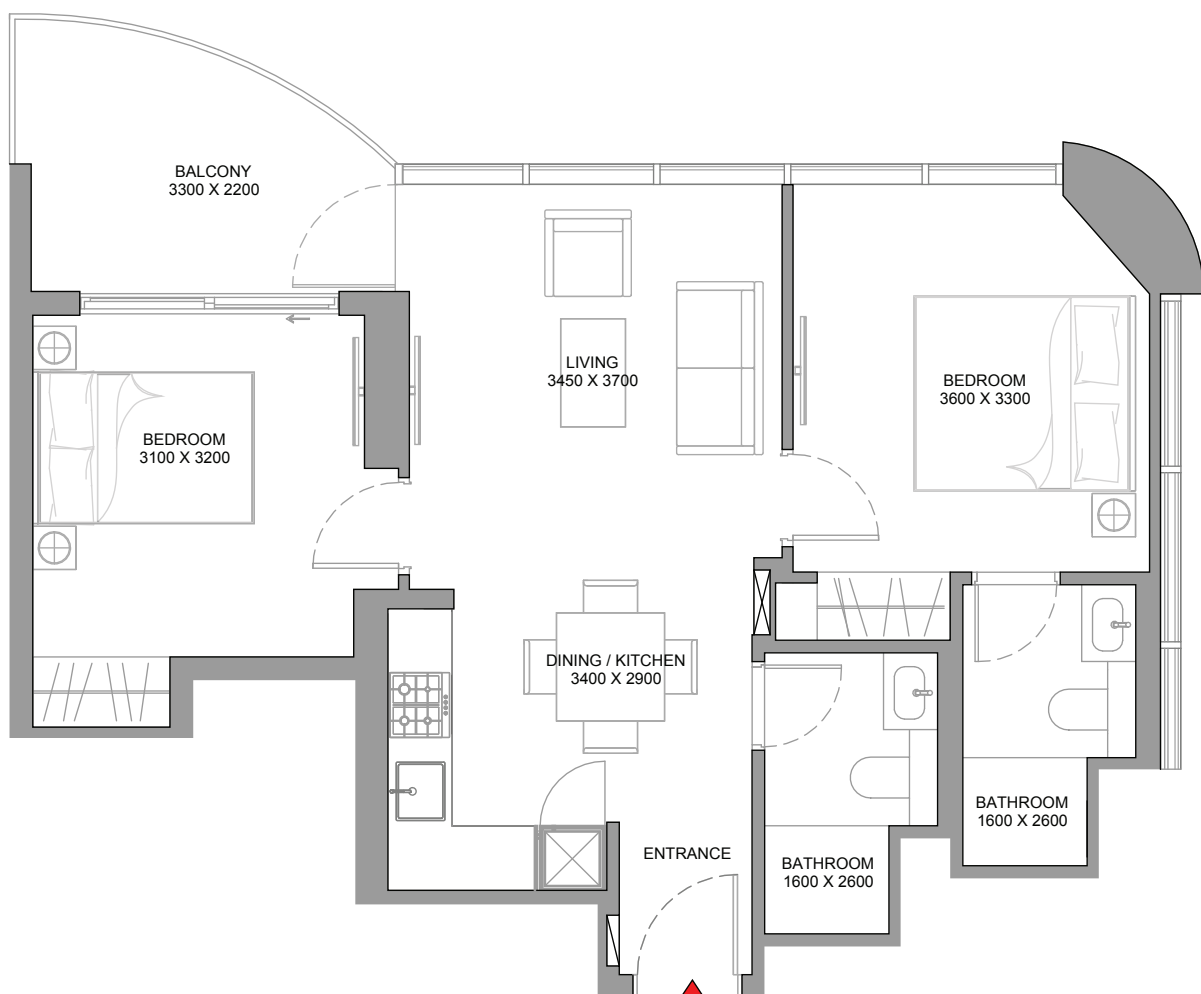 BALCONY
3300 X 2200
LIVING
3450 X 3700
BEDROOM
3600 X 3300
BEDROOM
3100 X 3200
DINING / KITCHEN
3400 X 2900
BATHROOM
1600 X 2600
ENTRANCE
BATHROOM
1600 X 2600